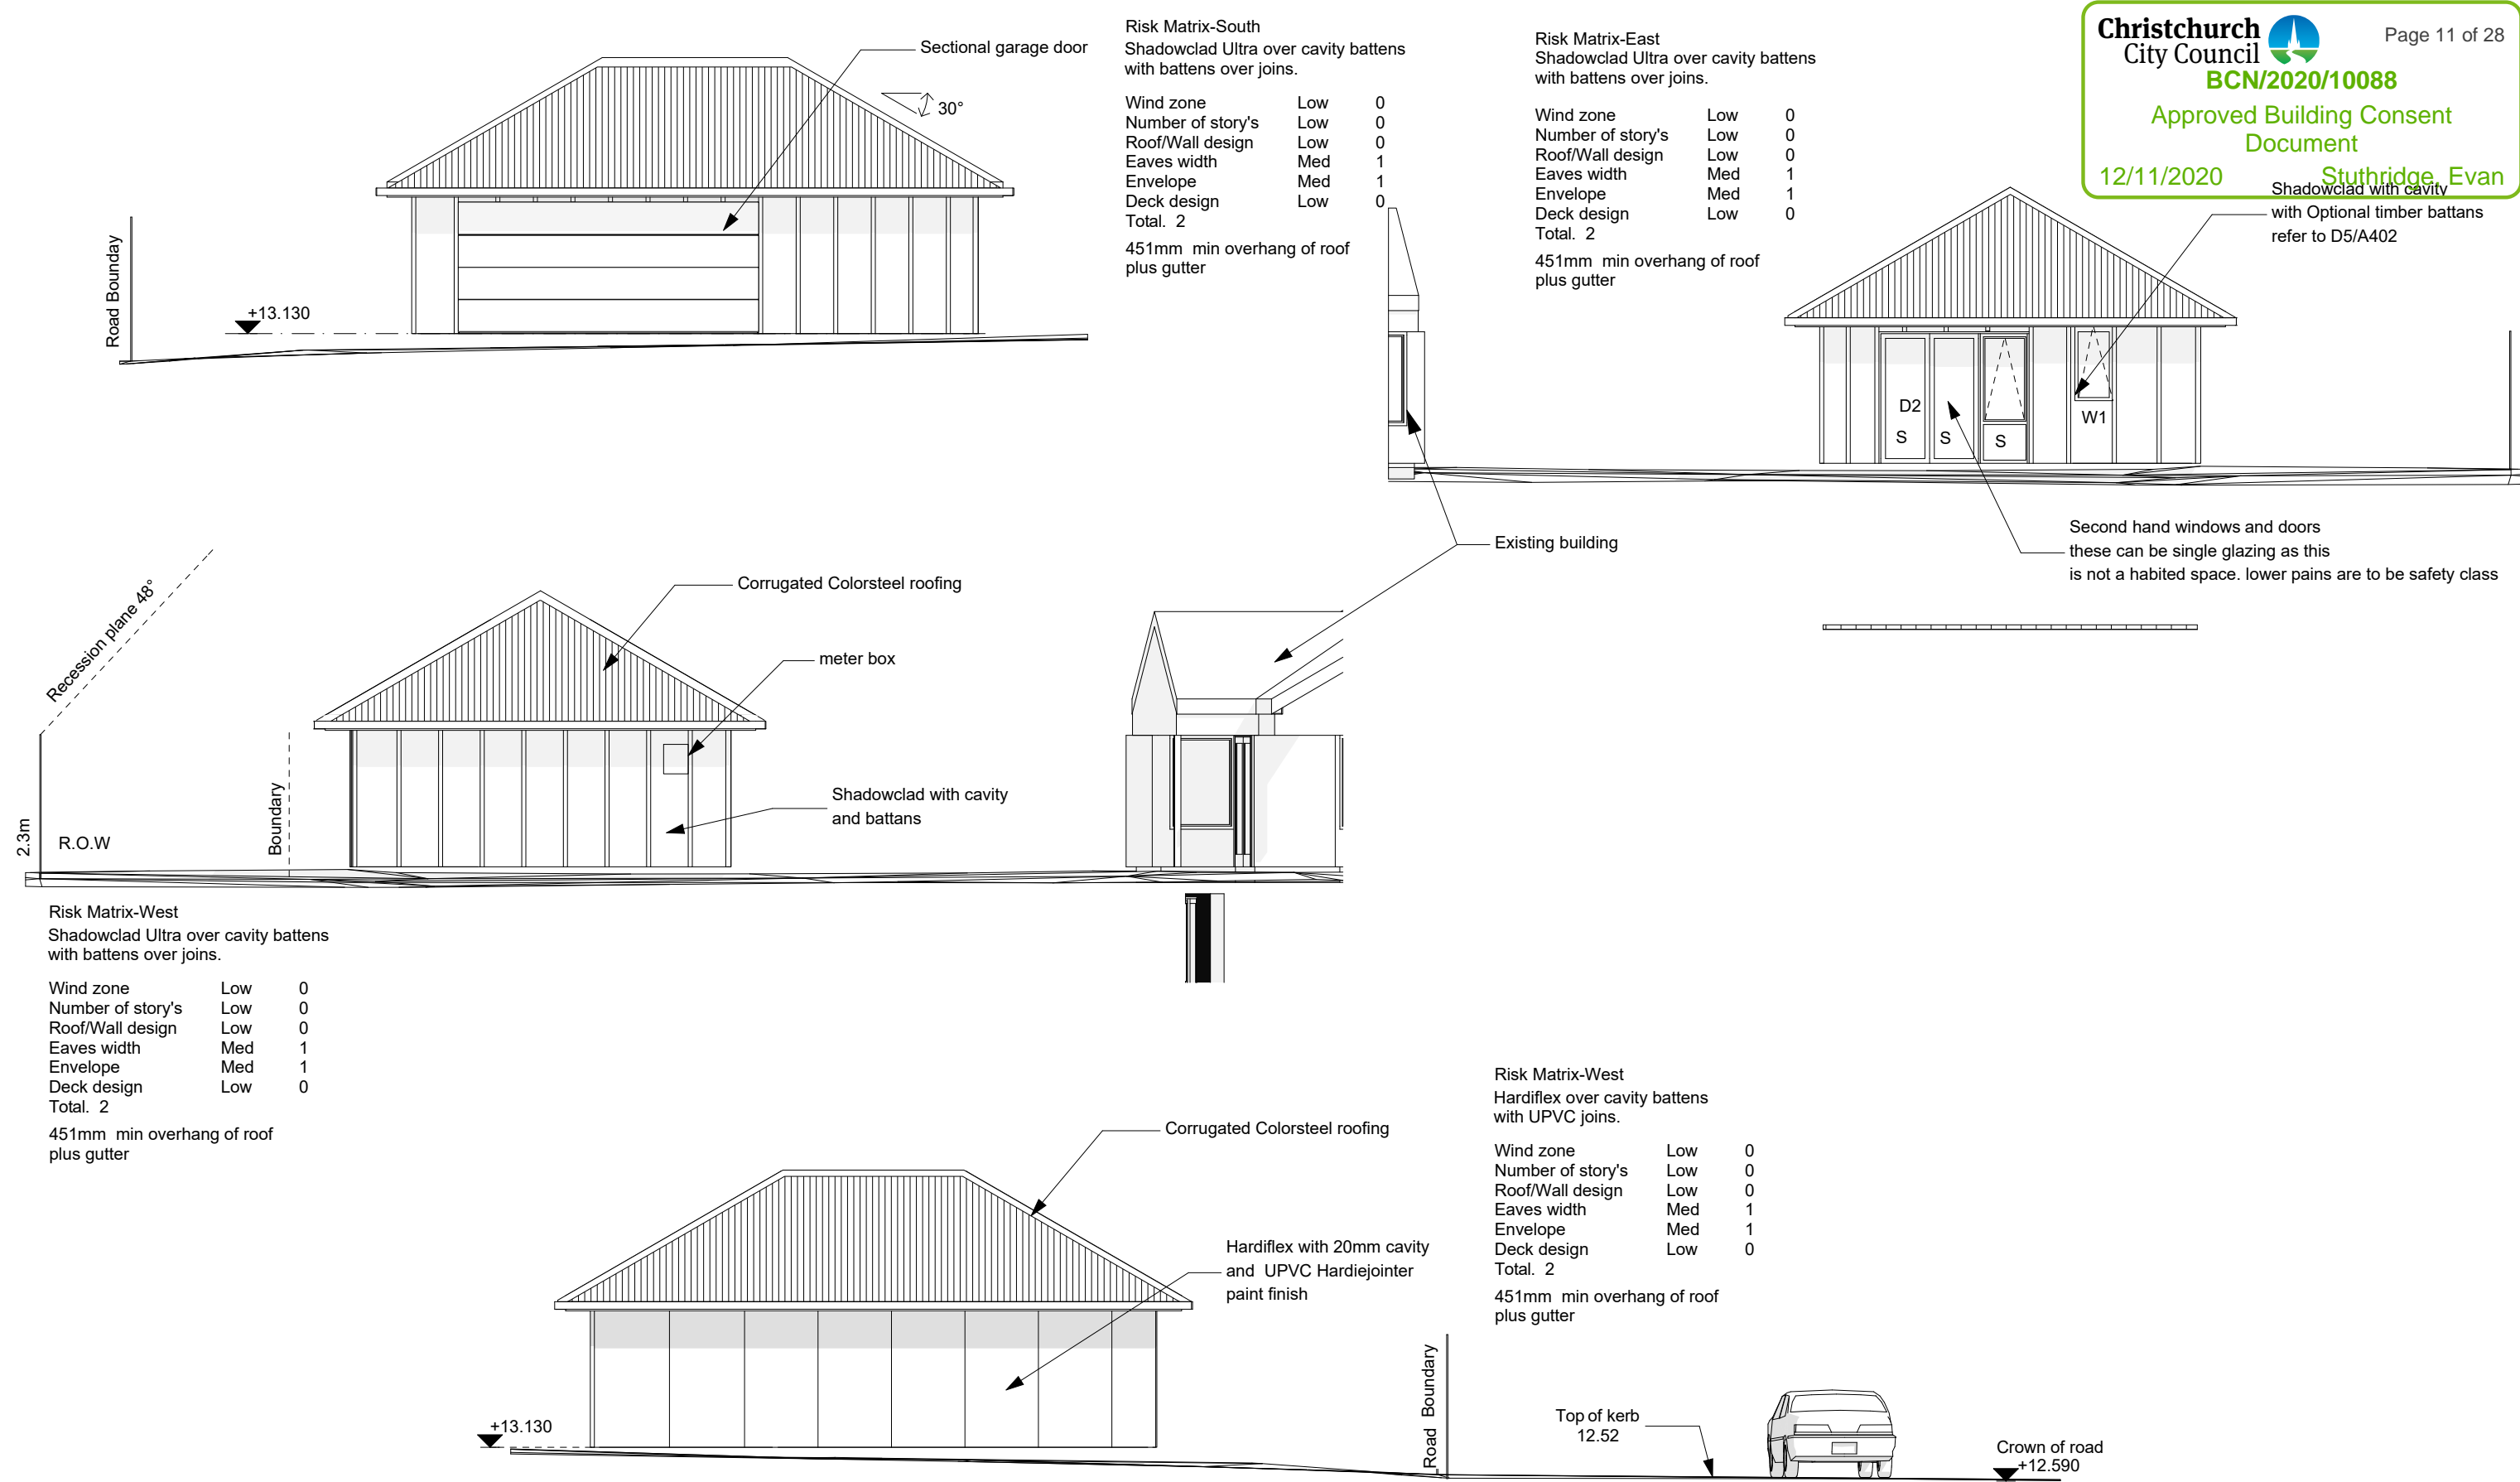 Christchurch
City Council
Page 11 of 28
BCN/2020/10088
Approved Building Consent
Document
12/11/2020 Stuthridge, Evan
Sectional garage door
30°
Road Bounday
+13.130
Risk Matrix-South
Shadowclad Ultra over cavity battens
with battens over joins.
Wind zone Low 0
Number of story's Low 0
Roof/Wall design Low 0
Eaves width Med 1
Envelope Med 1
Deck design Low 0
Total. 2
451mm min overhang of roof
plus gutter
Risk Matrix-East
Shadowclad Ultra over cavity battens
with battens over joins.
Wind zone Low 0
Number of story's Low 0
Roof/Wall design Low 0
Eaves width Med 1
Envelope Med 1
Deck design Low 0
Total. 2
451mm min overhang of roof
plus gutter
Shadowclad with cavity
with Optional timber battans
refer to D5/A402
D2
S S S
W1
Second hand windows and doors
these can be single glazing as this
is not a habited space. lower pains are to be safety class
Existing building
Recession plane 48°
Corrugated Colorsteel roofing
meter box
Shadowclad with cavity
and battans
2.3m
R.O.W
Boundary
Risk Matrix-West
Shadowclad Ultra over cavity battens
with battens over joins.
Wind zone Low 0
Number of story's Low 0
Roof/Wall design Low 0
Eaves width Med 1
Envelope Med 1
Deck design Low 0
Total. 2
451mm min overhang of roof
plus gutter
Corrugated Colorsteel roofing
Hardiflex with 20mm cavity
and UPVC Hardiejointer
paint finish
+13.130
Risk Matrix-West
Hardiflex over cavity battens
with UPVC joins.
Wind zone Low 0
Number of story's Low 0
Roof/Wall design Low 0
Eaves width Med 1
Envelope Med 1
Deck design Low 0
Total. 2
451mm min overhang of roof
plus gutter
Road Boundary
Top of kerb
12.52
Crown of road
+12.590